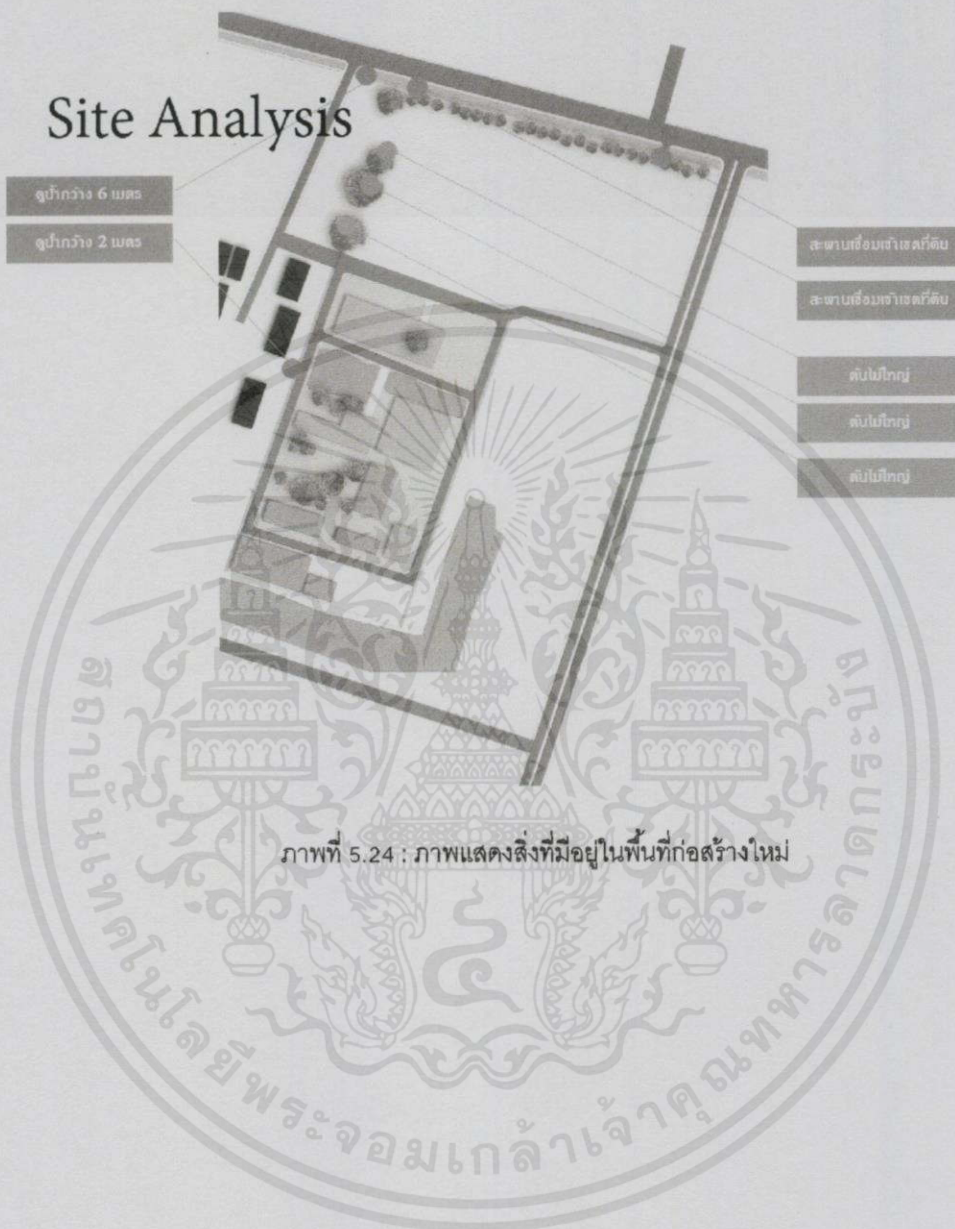 Site Analysis
คูน้ำกว้าง 6 เมตร
คูน้ำกว้าง 2 เมตร
สะพานเชื่อมเข้าเขตที่ดิน
สะพานเชื่อมเข้าเขตที่ดิน
ต้นไม้ใหญ่
ต้นไม้ใหญ่
ต้นไม้ใหญ่
ภาพที่ 5.24 : ภาพแสดงสิ่งที่มีอยู่ในพื้นที่ก่อสร้างใหม่
สถาบันเทคโนโลยีพระจอมเกล้าเจ้าคุณทหารลาดกระบัง